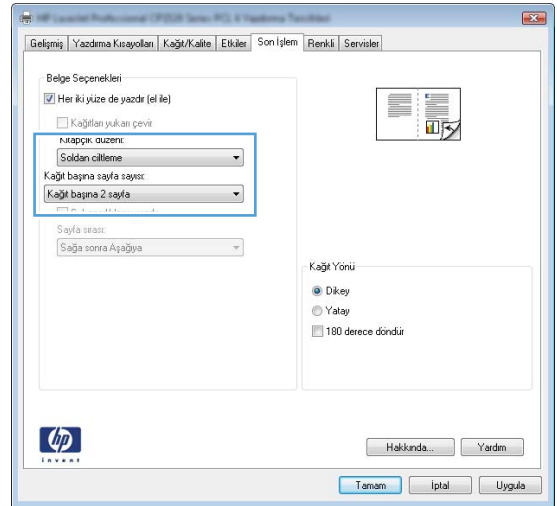 Gelişmiş Yazdırma Kısayolları Kağıt/Kalite Etkiler Son İşlem Renkli Servisler
Belge Seçenekleri
Her iki yüze de yazdır (el ile)
Kağıtları yukarı çevir
Kitapçık düzeni:
Soldan ciltleme
Kağıt başına sayfa sayısı:
Kağıt başına 2 sayfa
Sayfa sırası:
Sağa sonra Aşağıya
Kağıt Yönü
Dikey
Yatay
180 derece döndür
hp
invent
Hakkında... Yardım
Tamam İptal Uygula